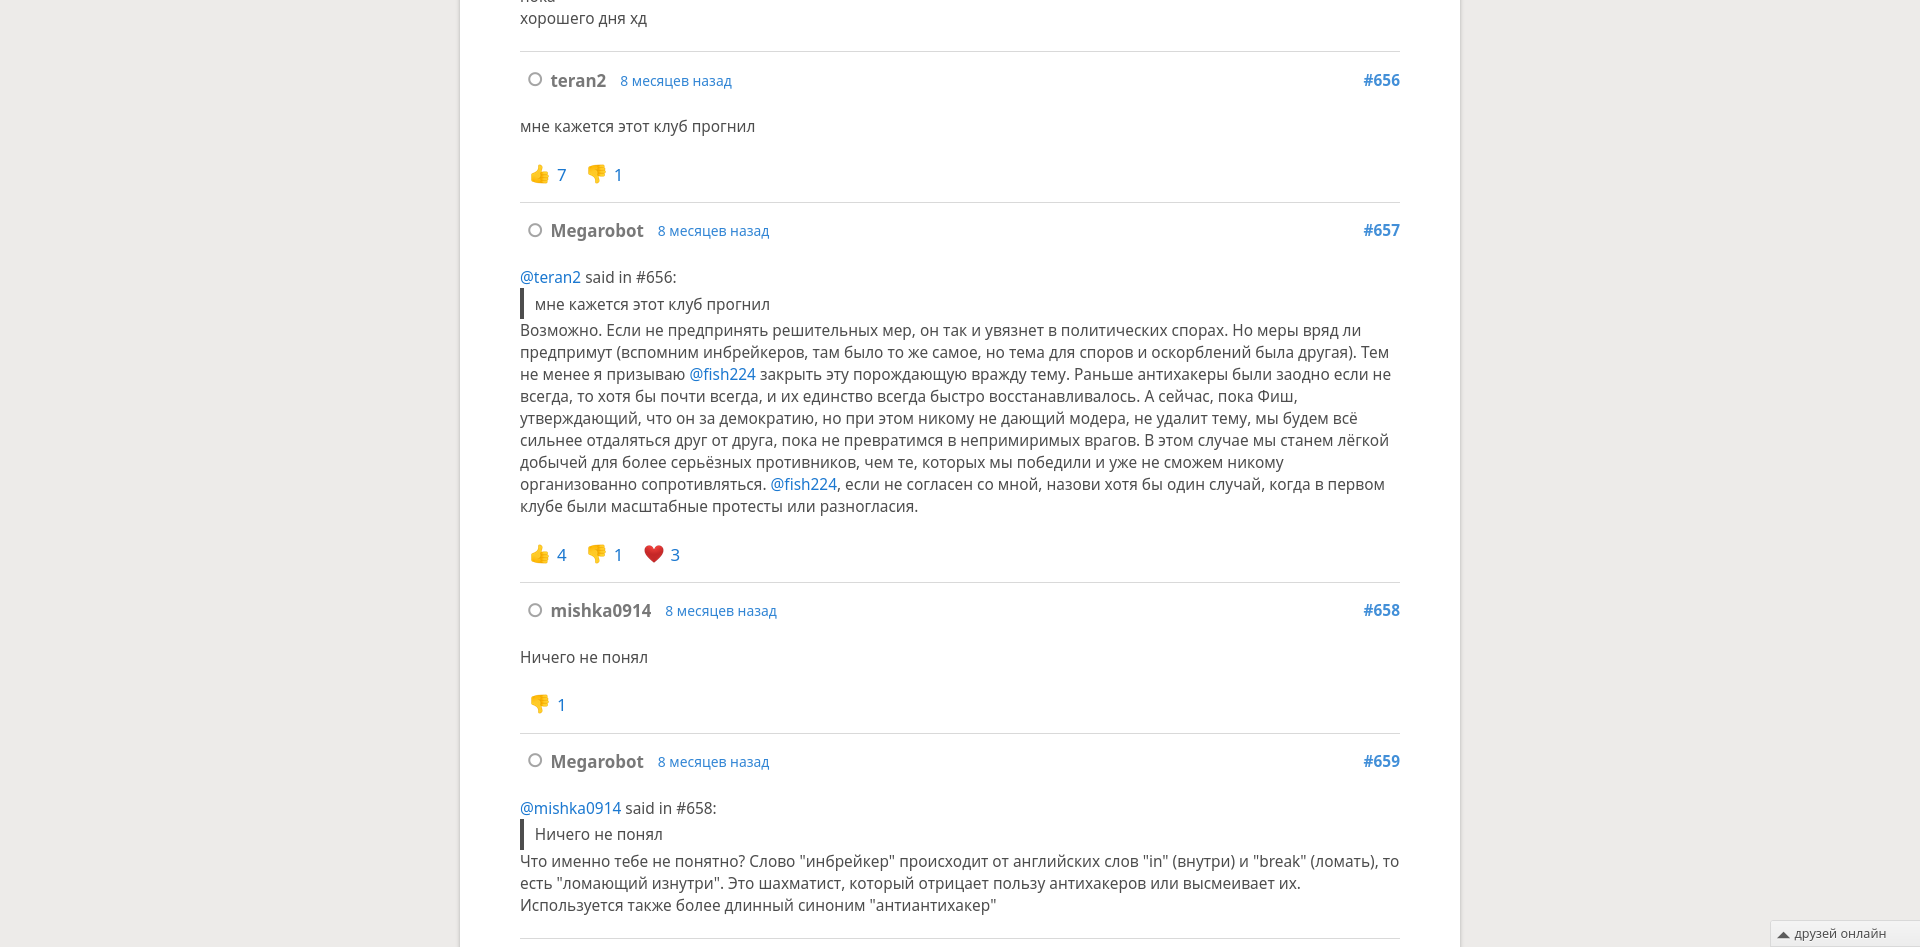 пока
хорошего дня хд
teran2 8 месяцев назад #656
мне кажется этот клуб прогнил
7 1
Megarobot 8 месяцев назад #657
@teran2 said in #656:
мне кажется этот клуб прогнил
Возможно. Если не предпринять решительных мер, он так и увязнет в политических спорах. Но меры вряд ли
предпримут (вспомним инбрейкеров, там было то же самое, но тема для споров и оскорблений была другая). Тем
не менее я призываю @fish224 закрыть эту порождающую вражду тему. Раньше антихакеры были заодно если не
всегда, то хотя бы почти всегда, и их единство всегда быстро восстанавливалось. А сейчас, пока Фиш,
утверждающий, что он за демократию, но при этом никому не дающий модера, не удалит тему, мы будем всё
сильнее отдаляться друг от друга, пока не превратимся в непримиримых врагов. В этом случае мы станем лёгкой
добычей для более серьёзных противников, чем те, которых мы победили и уже не сможем никому
организованно сопротивляться. @fish224, если не согласен со мной, назови хотя бы один случай, когда в первом
клубе были масштабные протесты или разногласия.
4 1 3
mishka0914 8 месяцев назад #658
Ничего не понял
1
Megarobot 8 месяцев назад #659
@mishka0914 said in #658:
Ничего не понял
Что именно тебе не понятно? Слово "инбрейкер" происходит от английских слов "in" (внутри) и "break" (ломать), то
есть "ломающий изнутри". Это шахматист, который отрицает пользу антихакеров или высмеивает их.
Используется также более длинный синоним "антиантихакер"
друзей онлайн